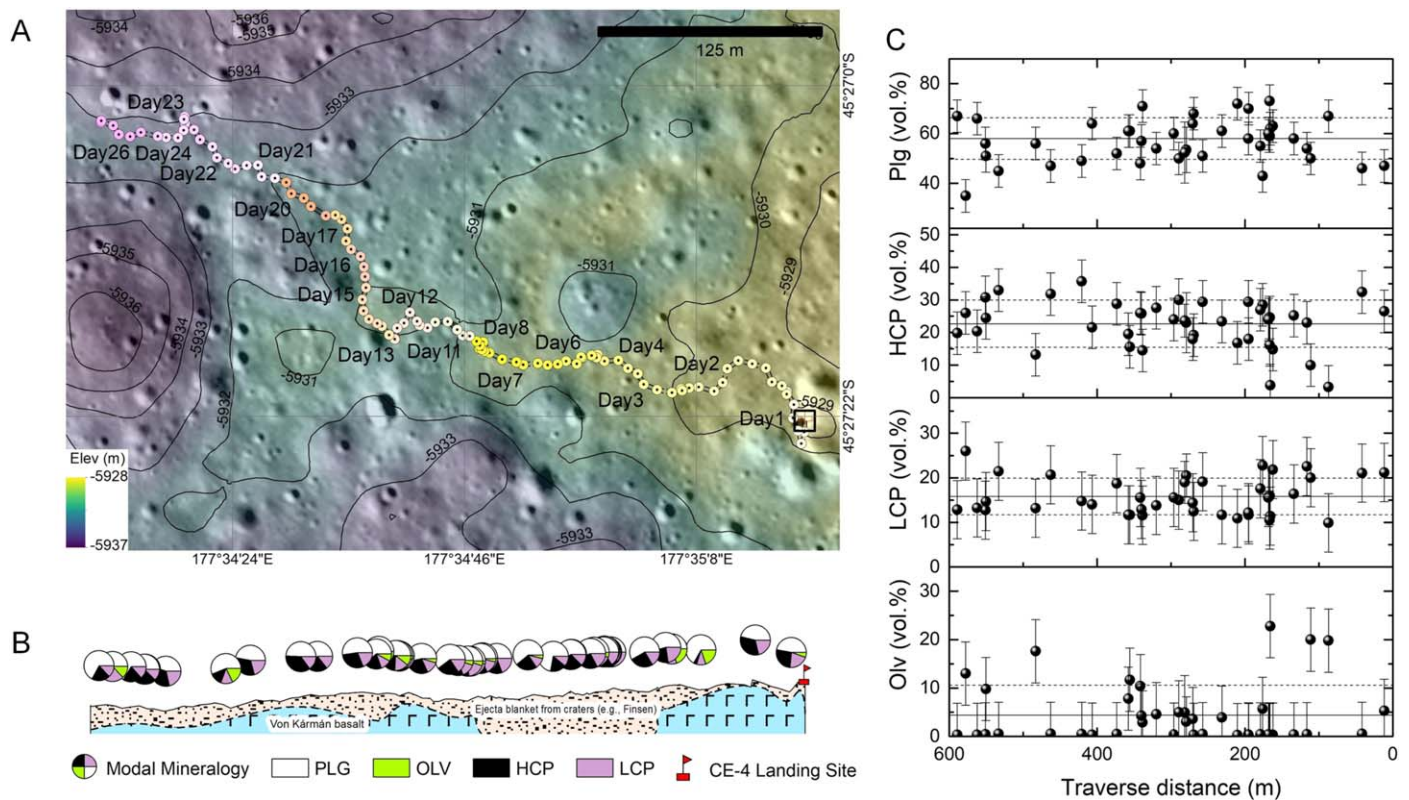 A
-5934
-5936
-5935
-5934
-5933
125 m
45°27'0"S
Day23
Day26
Day24
Day22
Day21
Day20
Day17
Day16
Day15
Day12
Day13
Day11
Day8
Day7
Day6
Day4
Day3
Day2
Day1
-5931
-5930
-5929
-5931
-5929
-5935
-5936
-5934
-5933
-5932
-5931
-5933
-5933
45°27'22"S
Elev (m)
-5928
-5937
177°34'24"E
177°34'46"E
177°35'8"E
B
Von Kármán basalt
Ejecta blanket from craters (e.g., Finsen)
Modal Mineralogy
PLG
OLV
HCP
LCP
CE-4 Landing Site
C
Plg (vol.%)
80
60
40
HCP (vol.%)
50
40
30
20
10
0
LCP (vol.%)
30
20
10
0
Olv (vol.%)
30
20
10
0
600
400
200
0
Traverse distance (m)